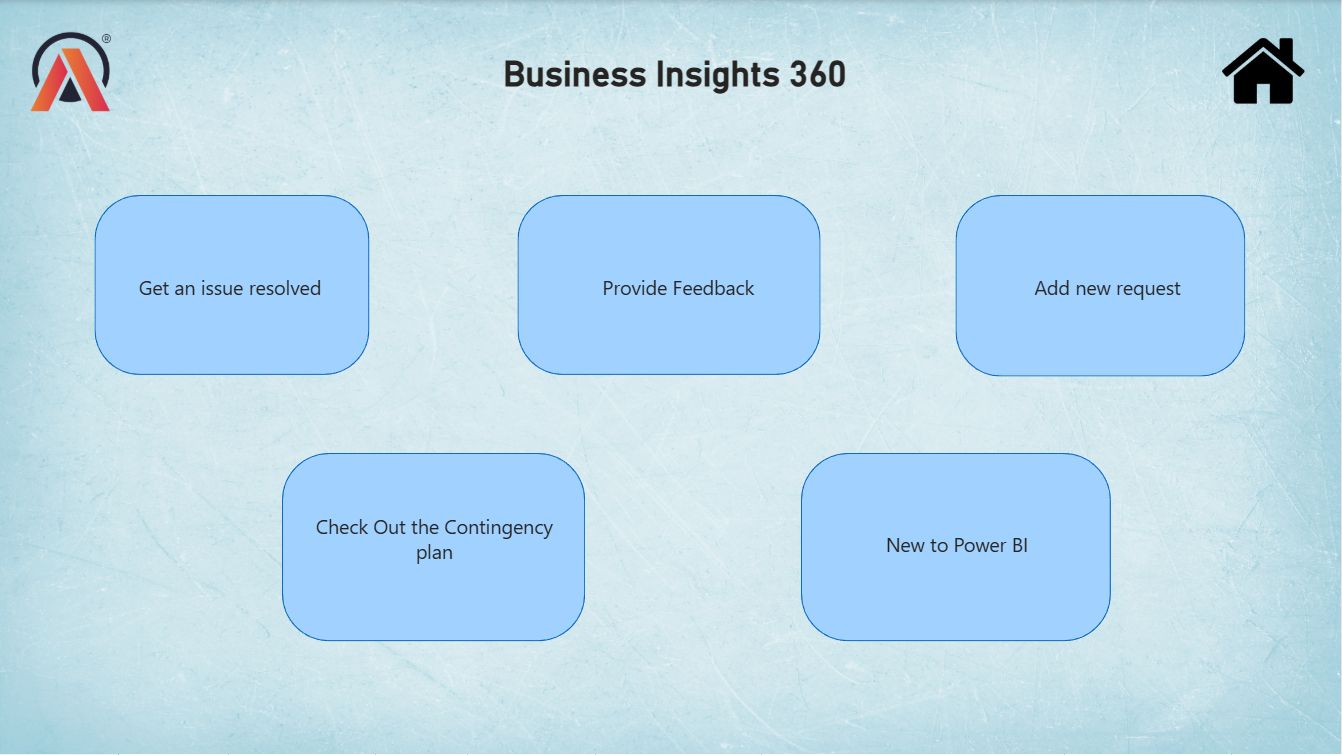 ®
Business Insights 360
Get an issue resolved
Provide Feedback
Add new request
Check Out the Contingency
plan
New to Power BI